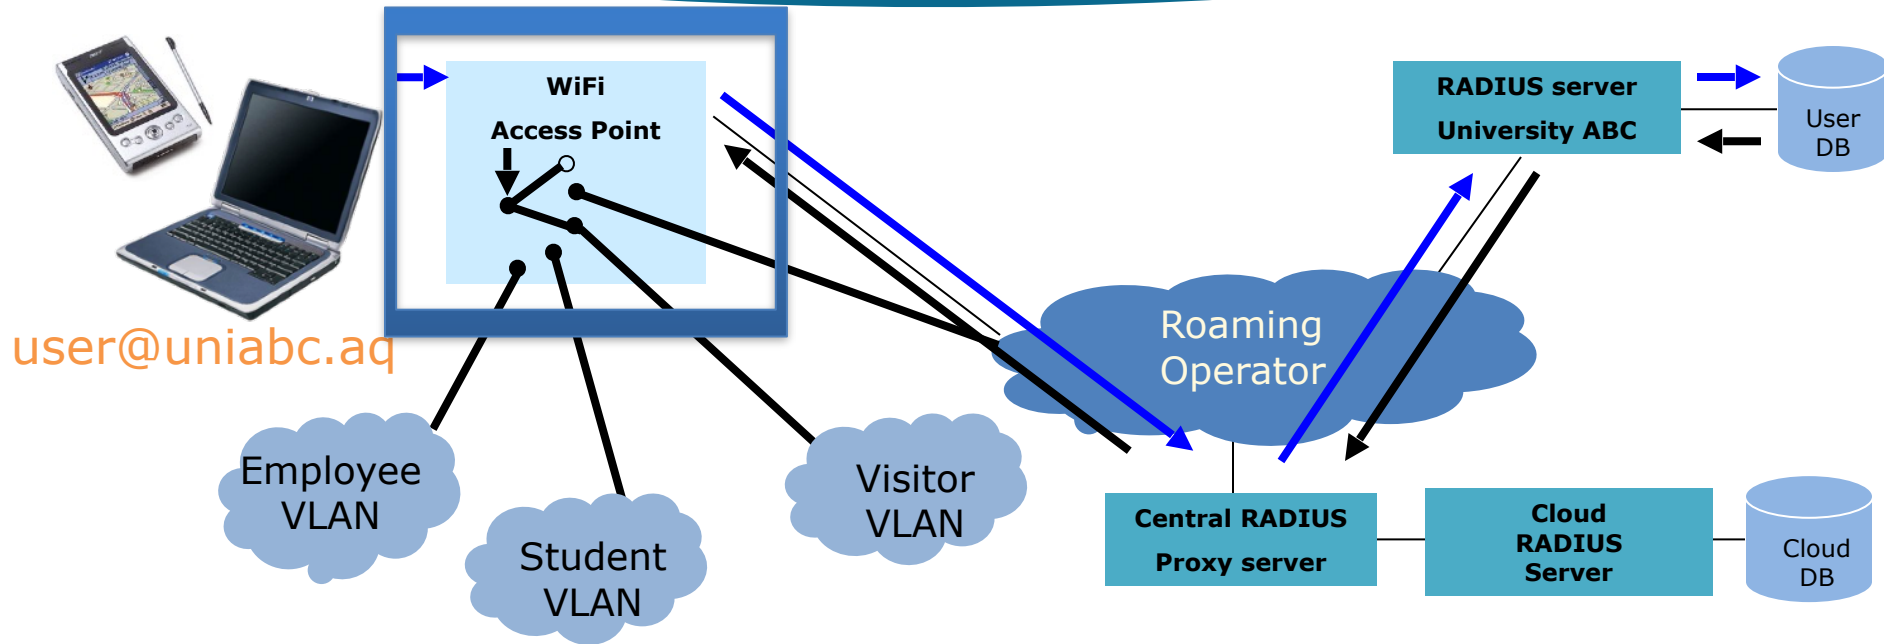 WiFi
Access Point
user@uniabc.aq
RADIUS server
University ABC
User
DB
Roaming
Operator
Employee
VLAN
Student
VLAN
Visitor
VLAN
Central RADIUS
Proxy server
Cloud
RADIUS
Server
Cloud
DB